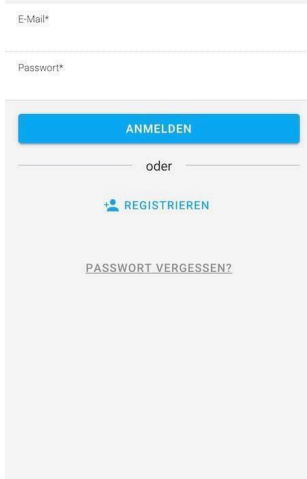 E-Mail*
Passwort*
ANMELDEN
oder
REGISTRIEREN
PASSWORT VERGESSEN?